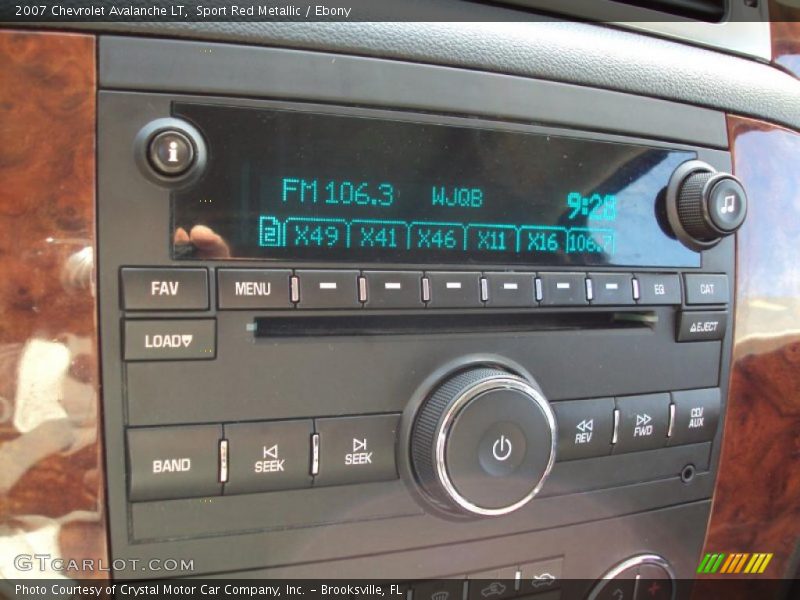 2007 Chevrolet Avalanche LT, Sport Red Metallic / Ebony
i
FM 106.3 WJQB 9:28
2 X49 X41 X46 X11 X16 106.7
FAV MENU EQ CAT
LOAD EJECT
BAND SEEK SEEK REV FWD CD/AUX
GTCarLot.com
Photo Courtesy of Crystal Motor Car Company, Inc. - Brooksville, FL